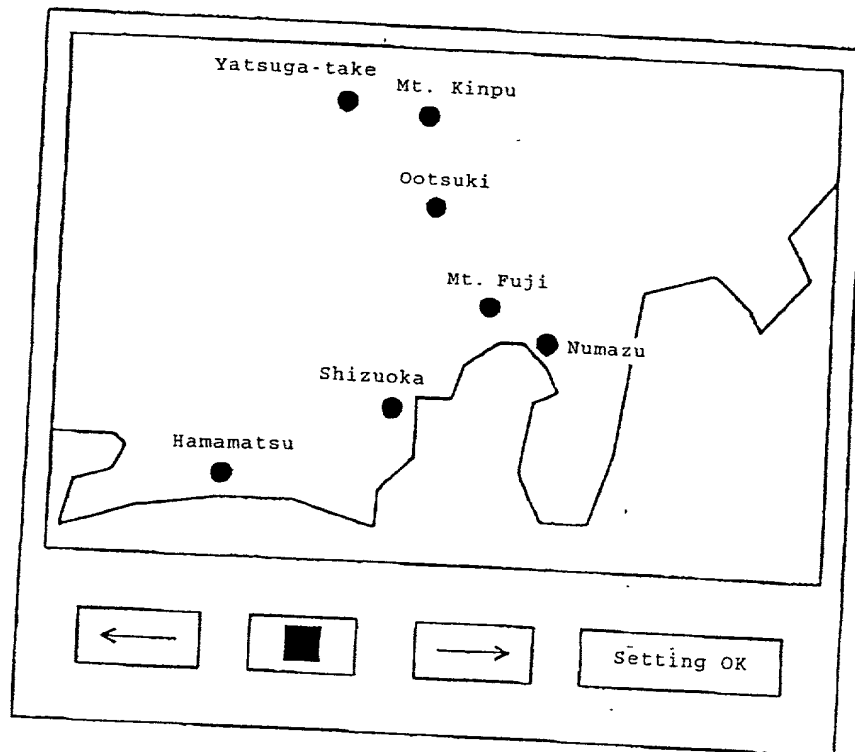 Yatsuga-take
Mt. Kinpu
Ootsuki
Mt. Fuji
Numazu
Shizuoka
Hamamatsu
Setting OK